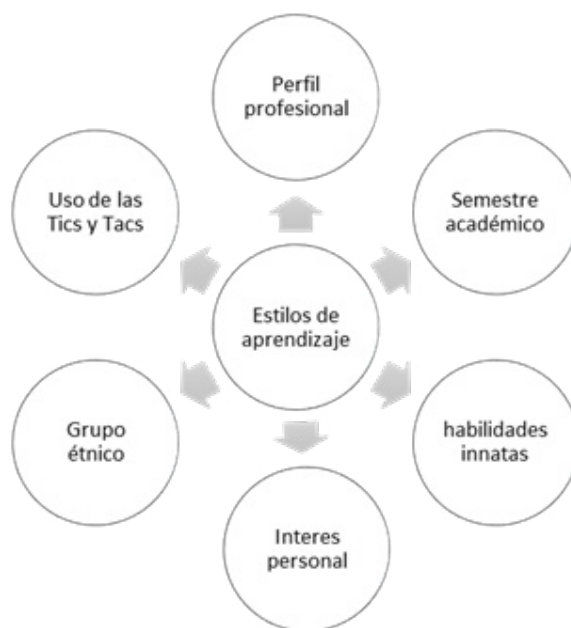 Perfil
profesional
Uso de las
Tics y Tacs
Semestre
académico
Estilos de
aprendizaje
Grupo
étnico
habilidades
innatas
Interes
personal